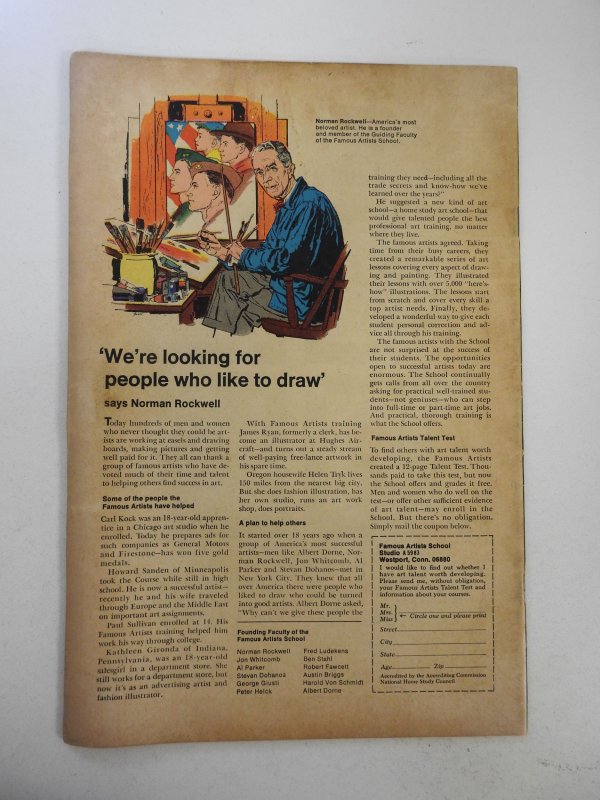 Norman Rockwell—America's most
beloved artist. He is a founder
and member of the Guiding Faculty
of the Famous Artists School.
'We're looking for
people who like to draw'
says Norman Rockwell
Today hundreds of men and women
who never thought they could be art-
ists are working at easels and drawing
boards, making pictures and getting
well paid for it. They all can thank a
group of famous artists who have de-
voted much of their time and talent
to helping others find success in art.
Some of the people the
Famous Artists have helped
Carl Kock was an 18-year-old appren-
tice in a Chicago art studio when he
enrolled. Today he prepares ads for
such companies as General Motors
and Firestone—has won five gold
medals.
Howard Sanden of Minneapolis
took the Course while still in high
school. He is now a successful artist—
recently he and his wife traveled
through Europe and the Middle East
on important art assignments.
Paul Sullivan enrolled at 14. His
Famous Artists training helped him
work his way through college.
Kathleen Gironda of Indiana,
Pennsylvania, was an 18-year-old
salesgirl in a department store. She
still works for a department store, but
now it's as an advertising artist and
fashion illustrator.
With Famous Artists training
James Ryan, formerly a clerk, has be-
come an illustrator at Hughes Air-
craft—and turns out a steady stream
of well-paying free-lance artwork in
his spare time.
Oregon housewife Helen Tryk lives
150 miles from the nearest big city.
But she does fashion illustration, has
her own studio, runs an art work
shop, does portraits.
A plan to help others
It started over 18 years ago when a
group of America's most successful
artists—men like Albert Dorne, Nor-
man Rockwell, Jon Whitcomb, Al
Parker and Stevan Dohanos—met in
New York City. They knew that all
over America there were people who
liked to draw who could be turned
into good artists. Albert Dorne asked,
"Why can't we give these people the
Founding Faculty of the
Famous Artists School
Norman Rockwell
Jon Whitcomb
Al Parker
Stevan Dohanos
George Giusti
Peter Helck
Fred Ludekens
Ben Stahl
Robert Fawcett
Austin Briggs
Harold Von Schmidt
Albert Dorne
training they need—including all the
trade secrets and know-how we've
learned over the years?"
He suggested a new kind of art
school—a home study art school—that
would give talented people the best
professional art training, no matter
where they live.
The famous artists agreed. Taking
time from their busy careers, they
created a remarkable series of art
lessons covering every aspect of draw-
ing and painting. They illustrated
their lessons with over 5,000 "here's-
how" illustrations. The lessons start
from scratch and cover every skill a
top artist needs. Finally, they de-
veloped a wonderful way to give each
student personal correction and ad-
vice all through his training.
The famous artists with the School
are not surprised at the success of
their students. The opportunities
open to successful artists today are
enormous. The School continually
gets calls from all over the country
asking for practical well-trained stu-
dents—not geniuses—who can step
into full-time or part-time art jobs.
And practical, thorough training is
what the School offers.
Famous Artists Talent Test
To find others with art talent worth
developing, the Famous Artists
created a 12-page Talent Test. Thou-
sands paid to take this test, but now
the School offers and grades it free.
Men and women who do well on the
test—or offer other sufficient evidence
of art talent—may enroll in the
School. But there's no obligation.
Simply mail the coupon below.
Famous Artists School
Studio A 5983
Westport, Conn. 06880
I would like to find out whether I
have art talent worth developing.
Please send me, without obligation,
your Famous Artists Talent Test and
information about your courses.
Mr.
Mrs. ← Circle one and please print
Miss
Street
City
State
Age Zip
Accredited by the Accrediting Commission
National Home Study Council